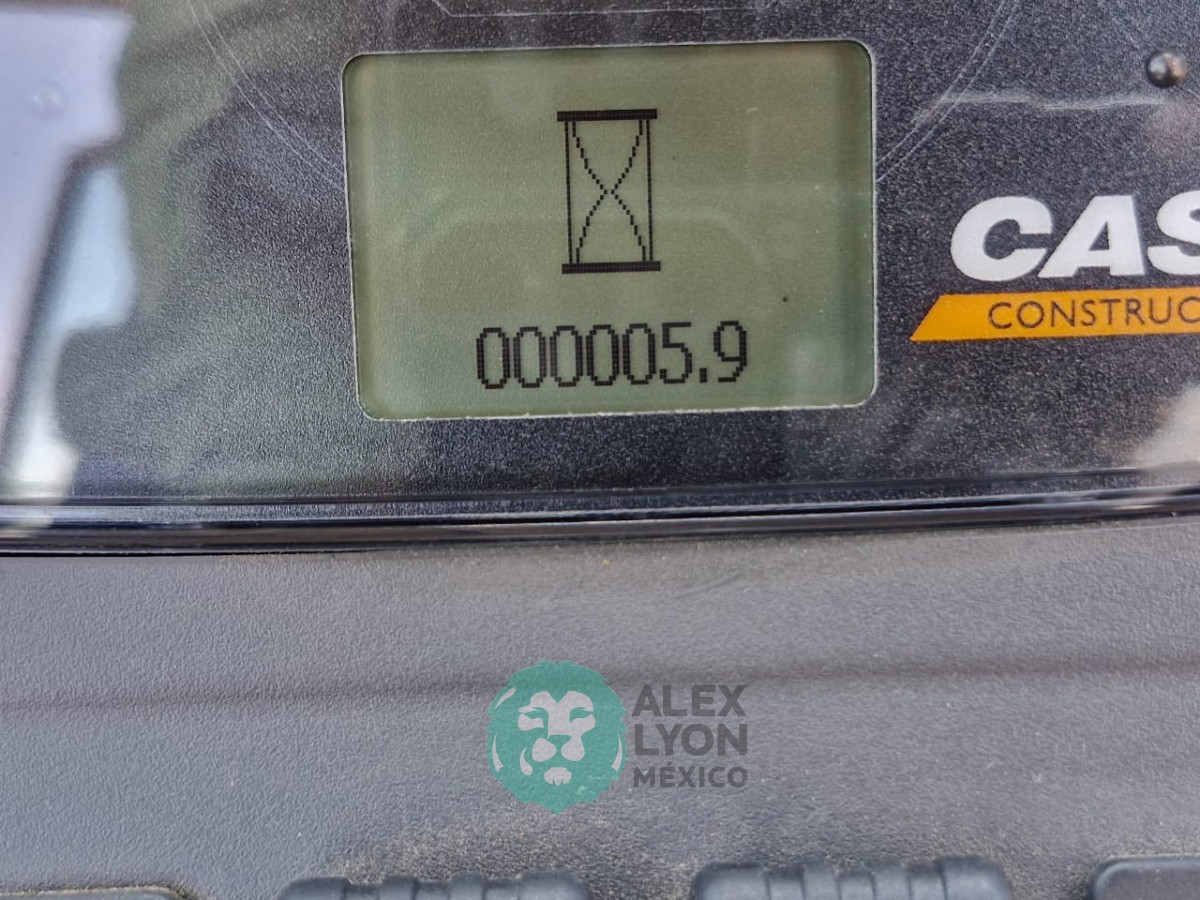 000005.9
CAS
CONSTRUC
ALEX
LYON
MÉXICO